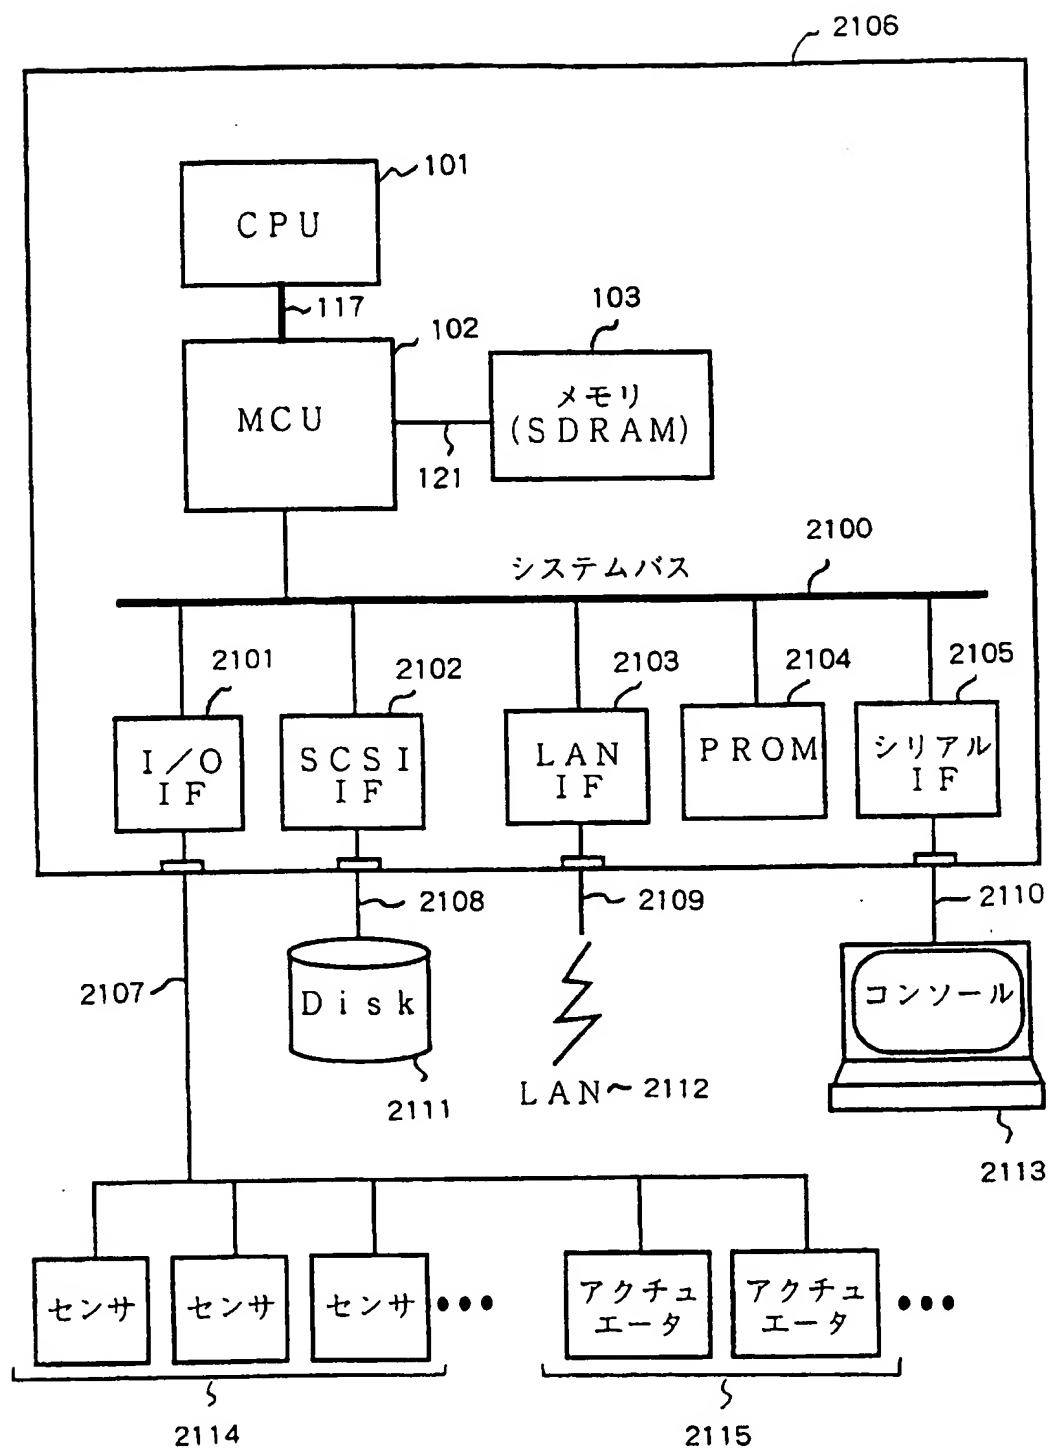 2106
101
CPU
117
102
103
MCU
メモリ
(SDRAM)
121
2100
システムバス
2101
2102
2103
2104
2105
I/O
IF
SCSI
IF
LAN
IF
PROM
シリアル
IF
2108
2109
2110
2107
Disk
コンソール
2111
LAN
2112
2113
センサ
センサ
センサ
•••
アクチュ
エータ
アクチュ
エータ
•••
2114
2115